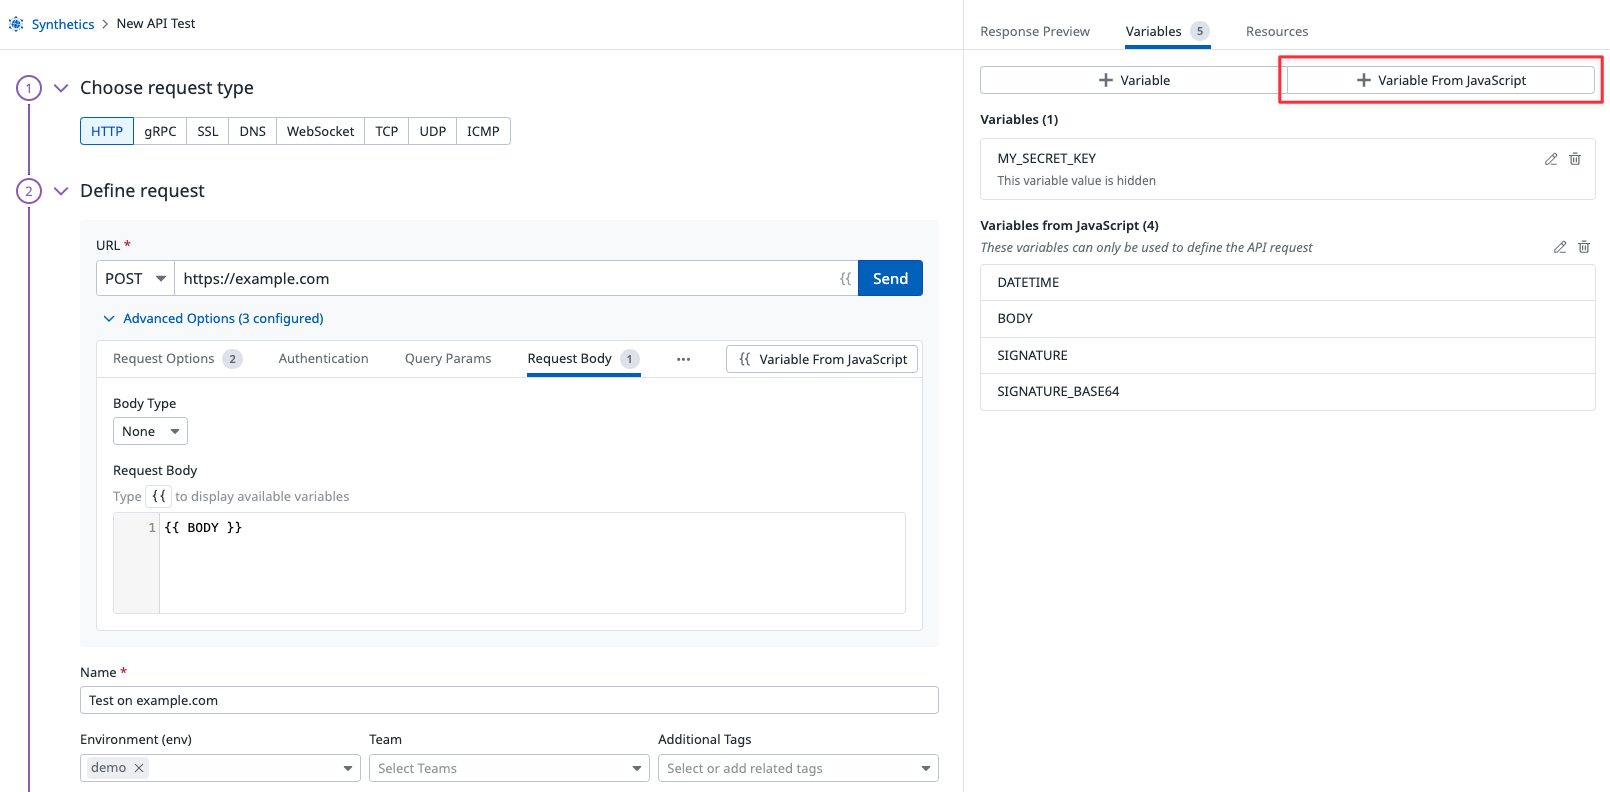 Synthetics > New API Test
1 Choose request type
HTTP gRPC SSL DNS WebSocket TCP UDP ICMP
2 Define request
URL *
POST https://example.com {{ Send
Advanced Options (3 configured)
Request Options 2 Authentication Query Params Request Body 1 ••• {{ Variable From JavaScript
Body Type
None
Request Body
Type {{ to display available variables
1 {{ BODY }}
Name *
Test on example.com
Environment (env) Team Additional Tags
demo × Select Teams Select or add related tags
Response Preview Variables 5 Resources
+ Variable + Variable From JavaScript
Variables (1)
MY_SECRET_KEY
This variable value is hidden
Variables from JavaScript (4)
These variables can only be used to define the API request
DATETIME
BODY
SIGNATURE
SIGNATURE_BASE64